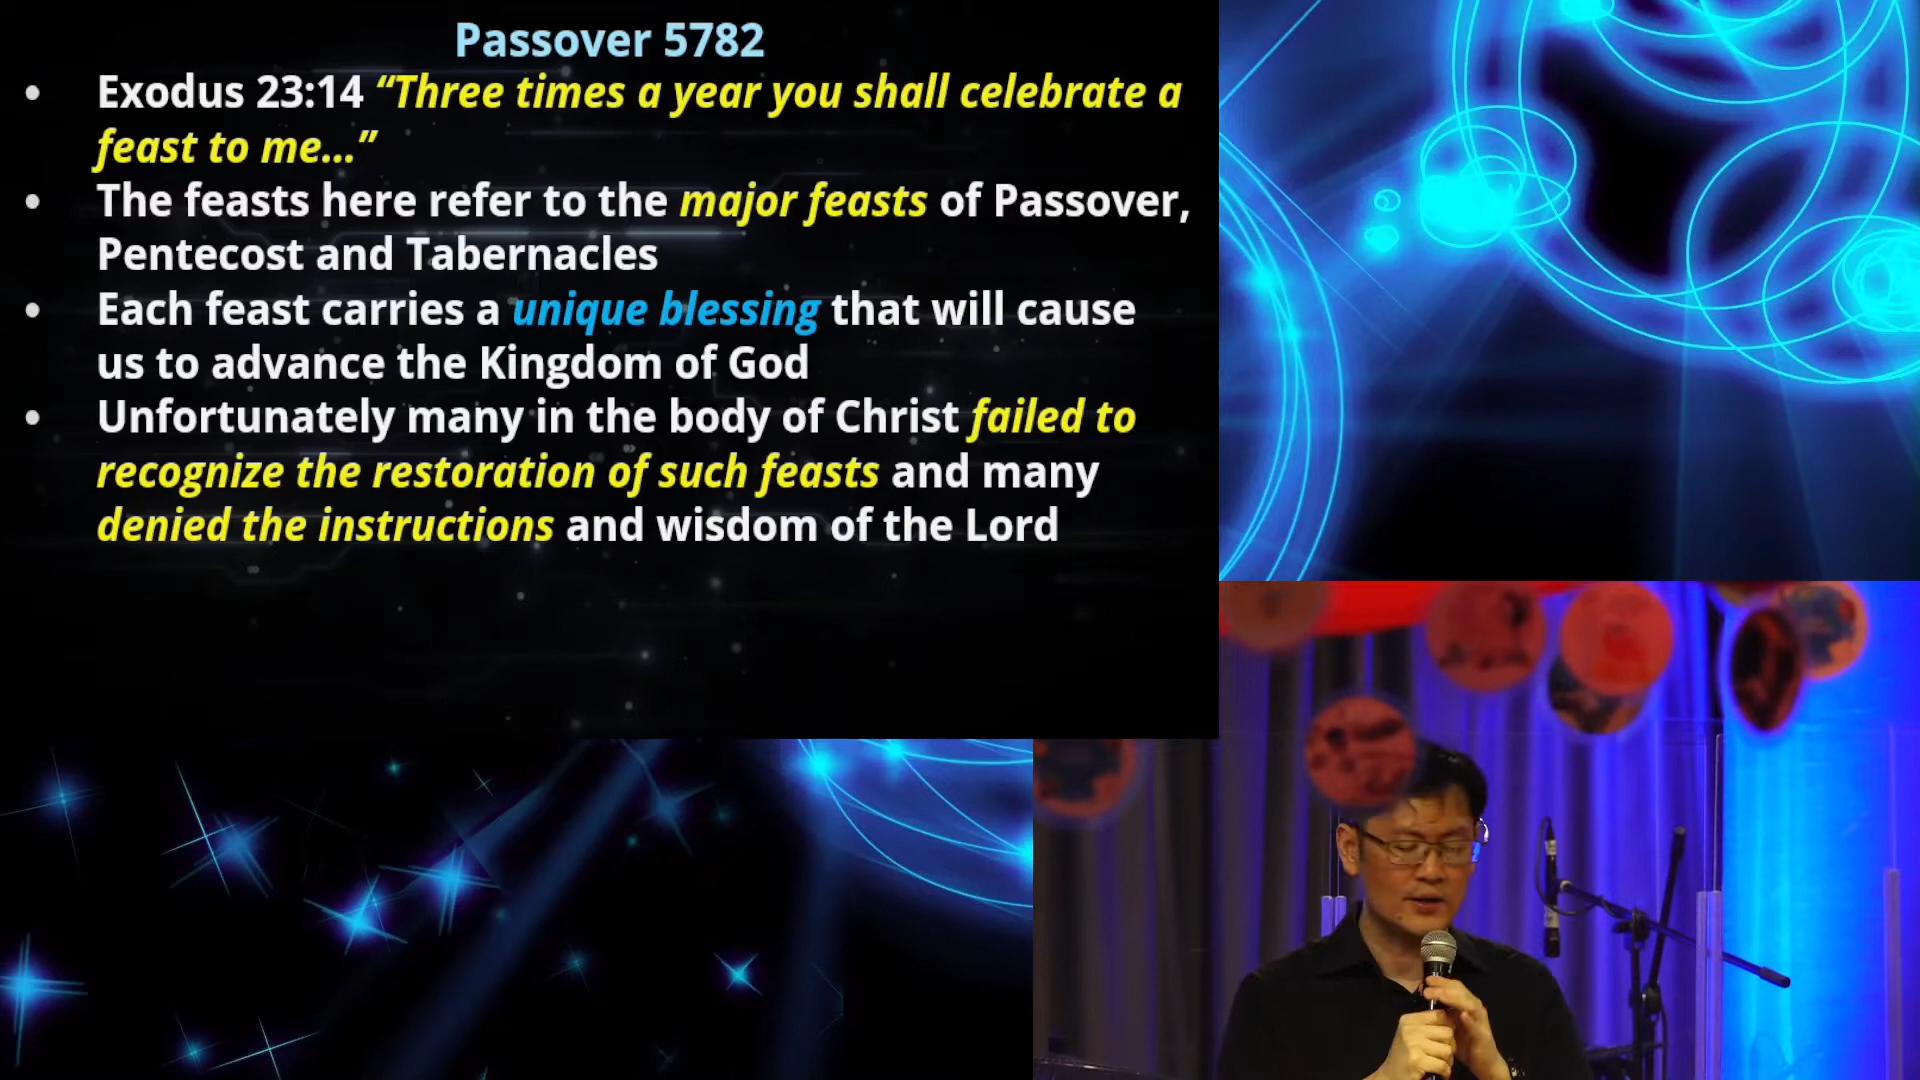 Passover 5782
• Exodus 23:14 “Three times a year you shall celebrate a
feast to me...”
• The feasts here refer to the major feasts of Passover,
Pentecost and Tabernacles
• Each feast carries a unique blessing that will cause
us to advance the Kingdom of God
• Unfortunately many in the body of Christ failed to
recognize the restoration of such feasts and many
denied the instructions and wisdom of the Lord